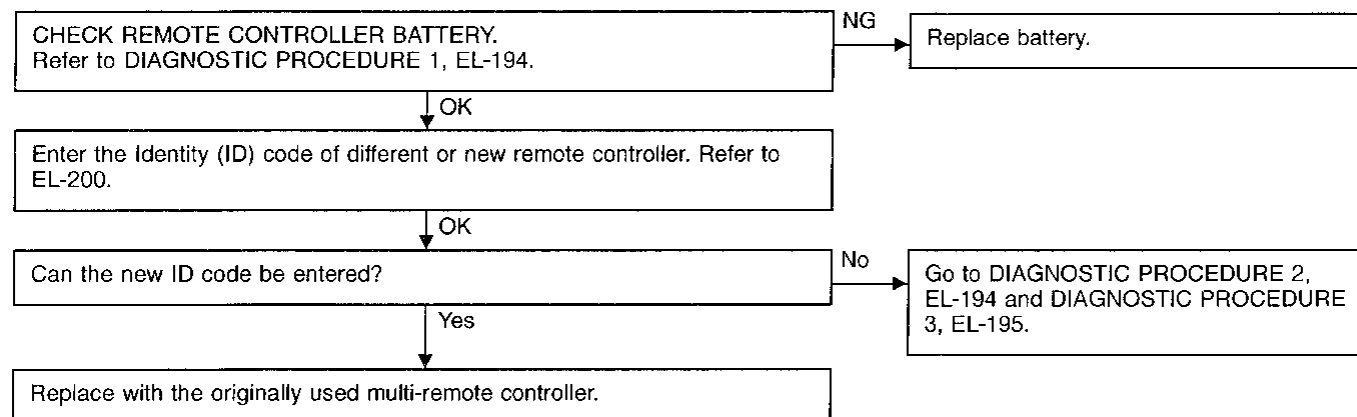 CHECK REMOTE CONTROLLER BATTERY.
Refer to DIAGNOSTIC PROCEDURE 1, EL-194.
NG
Replace battery.
OK
Enter the Identity (ID) code of different or new remote controller. Refer to
EL-200.
OK
Can the new ID code be entered?
No
Go to DIAGNOSTIC PROCEDURE 2,
EL-194 and DIAGNOSTIC PROCEDURE
3, EL-195.
Yes
Replace with the originally used multi-remote controller.